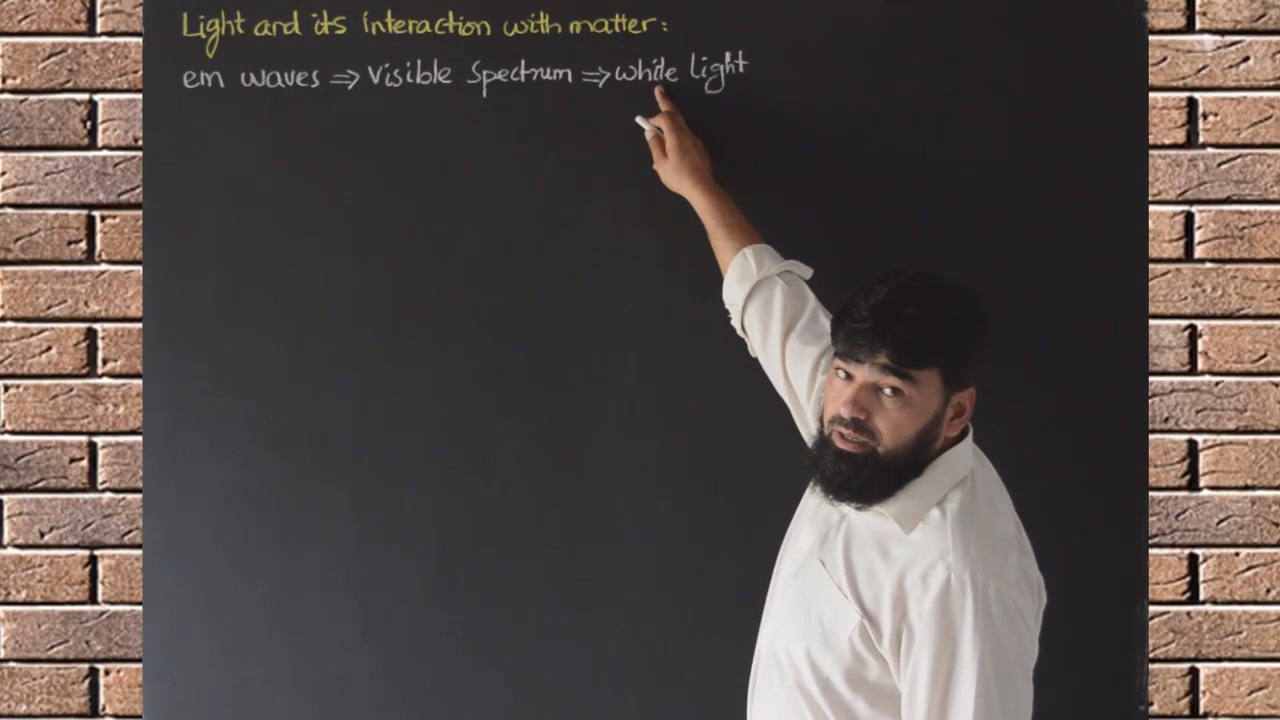 Light and its interaction with matter:
em waves ⇒ Visible Spectrum ⇒ white light